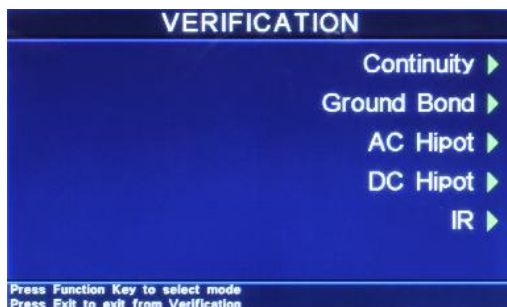 VERIFICATION
Continuity
Ground Bond
AC Hipot
DC Hipot
IR
Press Function Key to select mode
Press Exit to exit from Verification